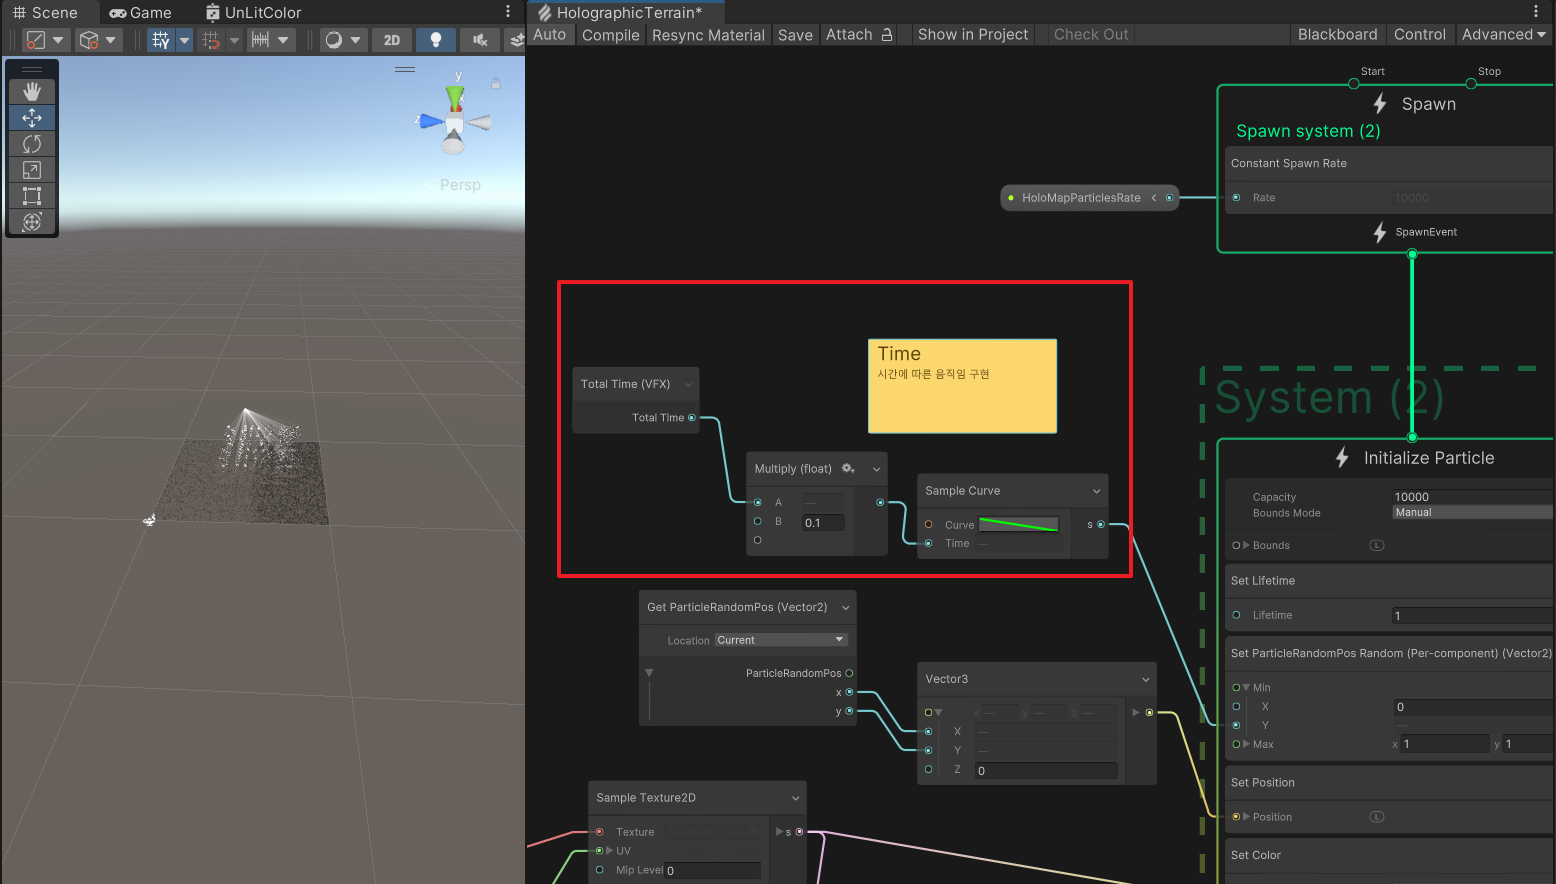 Scene
Game
UnLitColor
HolographicTerrain*
2D
Auto
Compile
Resync Material
Save
Attach
Show in Project
Check Out
Blackboard
Control
Advanced
y
x
z
Persp
Start
Stop
Spawn
Spawn system (2)
Constant Spawn Rate
HoloMapParticlesRate
Rate 10000
SpawnEvent
Time
시간에 따른 움직임 구현
Total Time (VFX)
Total Time
Multiply (float)
A
B 0.1
Sample Curve
Curve
Time
s
System (2)
Initialize Particle
Capacity 10000
Bounds Mode Manual
Bounds L
Set Lifetime
Lifetime 1
Get ParticleRandomPos (Vector2)
Location Current
ParticleRandomPos
x
y
Vector3
x y z
X
Y
Z 0
Set ParticleRandomPos Random (Per-component) (Vector2)
Min
X 0
Y
Max x 1 y 1
Set Position
Position L
Set Color
Sample Texture2D
Texture
UV
Mip Level 0
s